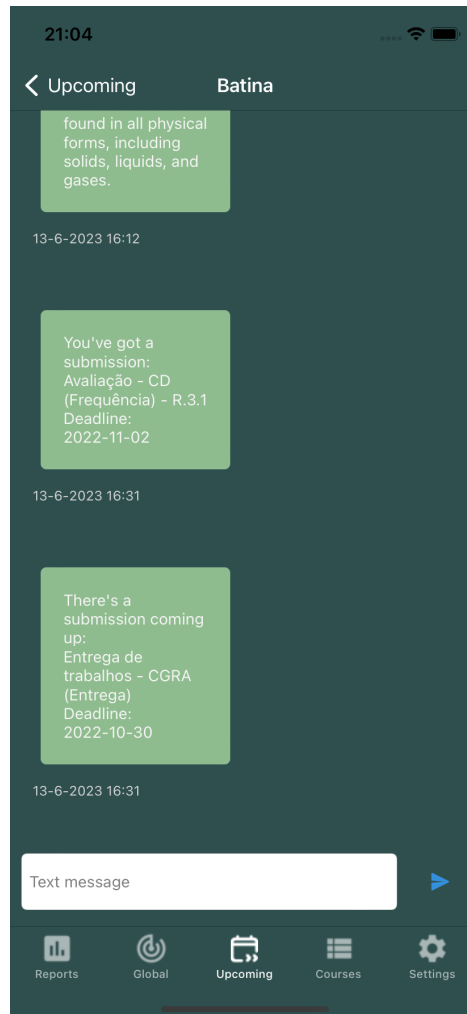 21:04
Upcoming
Batina
found in all physical
forms, including
solids, liquids, and
gases.
13-6-2023 16:12
You've got a
submission:
Avaliação - CD
(Frequência) - R.3.1
Deadline:
2022-11-02
13-6-2023 16:31
There's a
submission coming
up:
Entrega de
trabalhos - CGRA
(Entrega)
Deadline:
2022-10-30
13-6-2023 16:31
Text message
Reports
Global
Upcoming
Courses
Settings